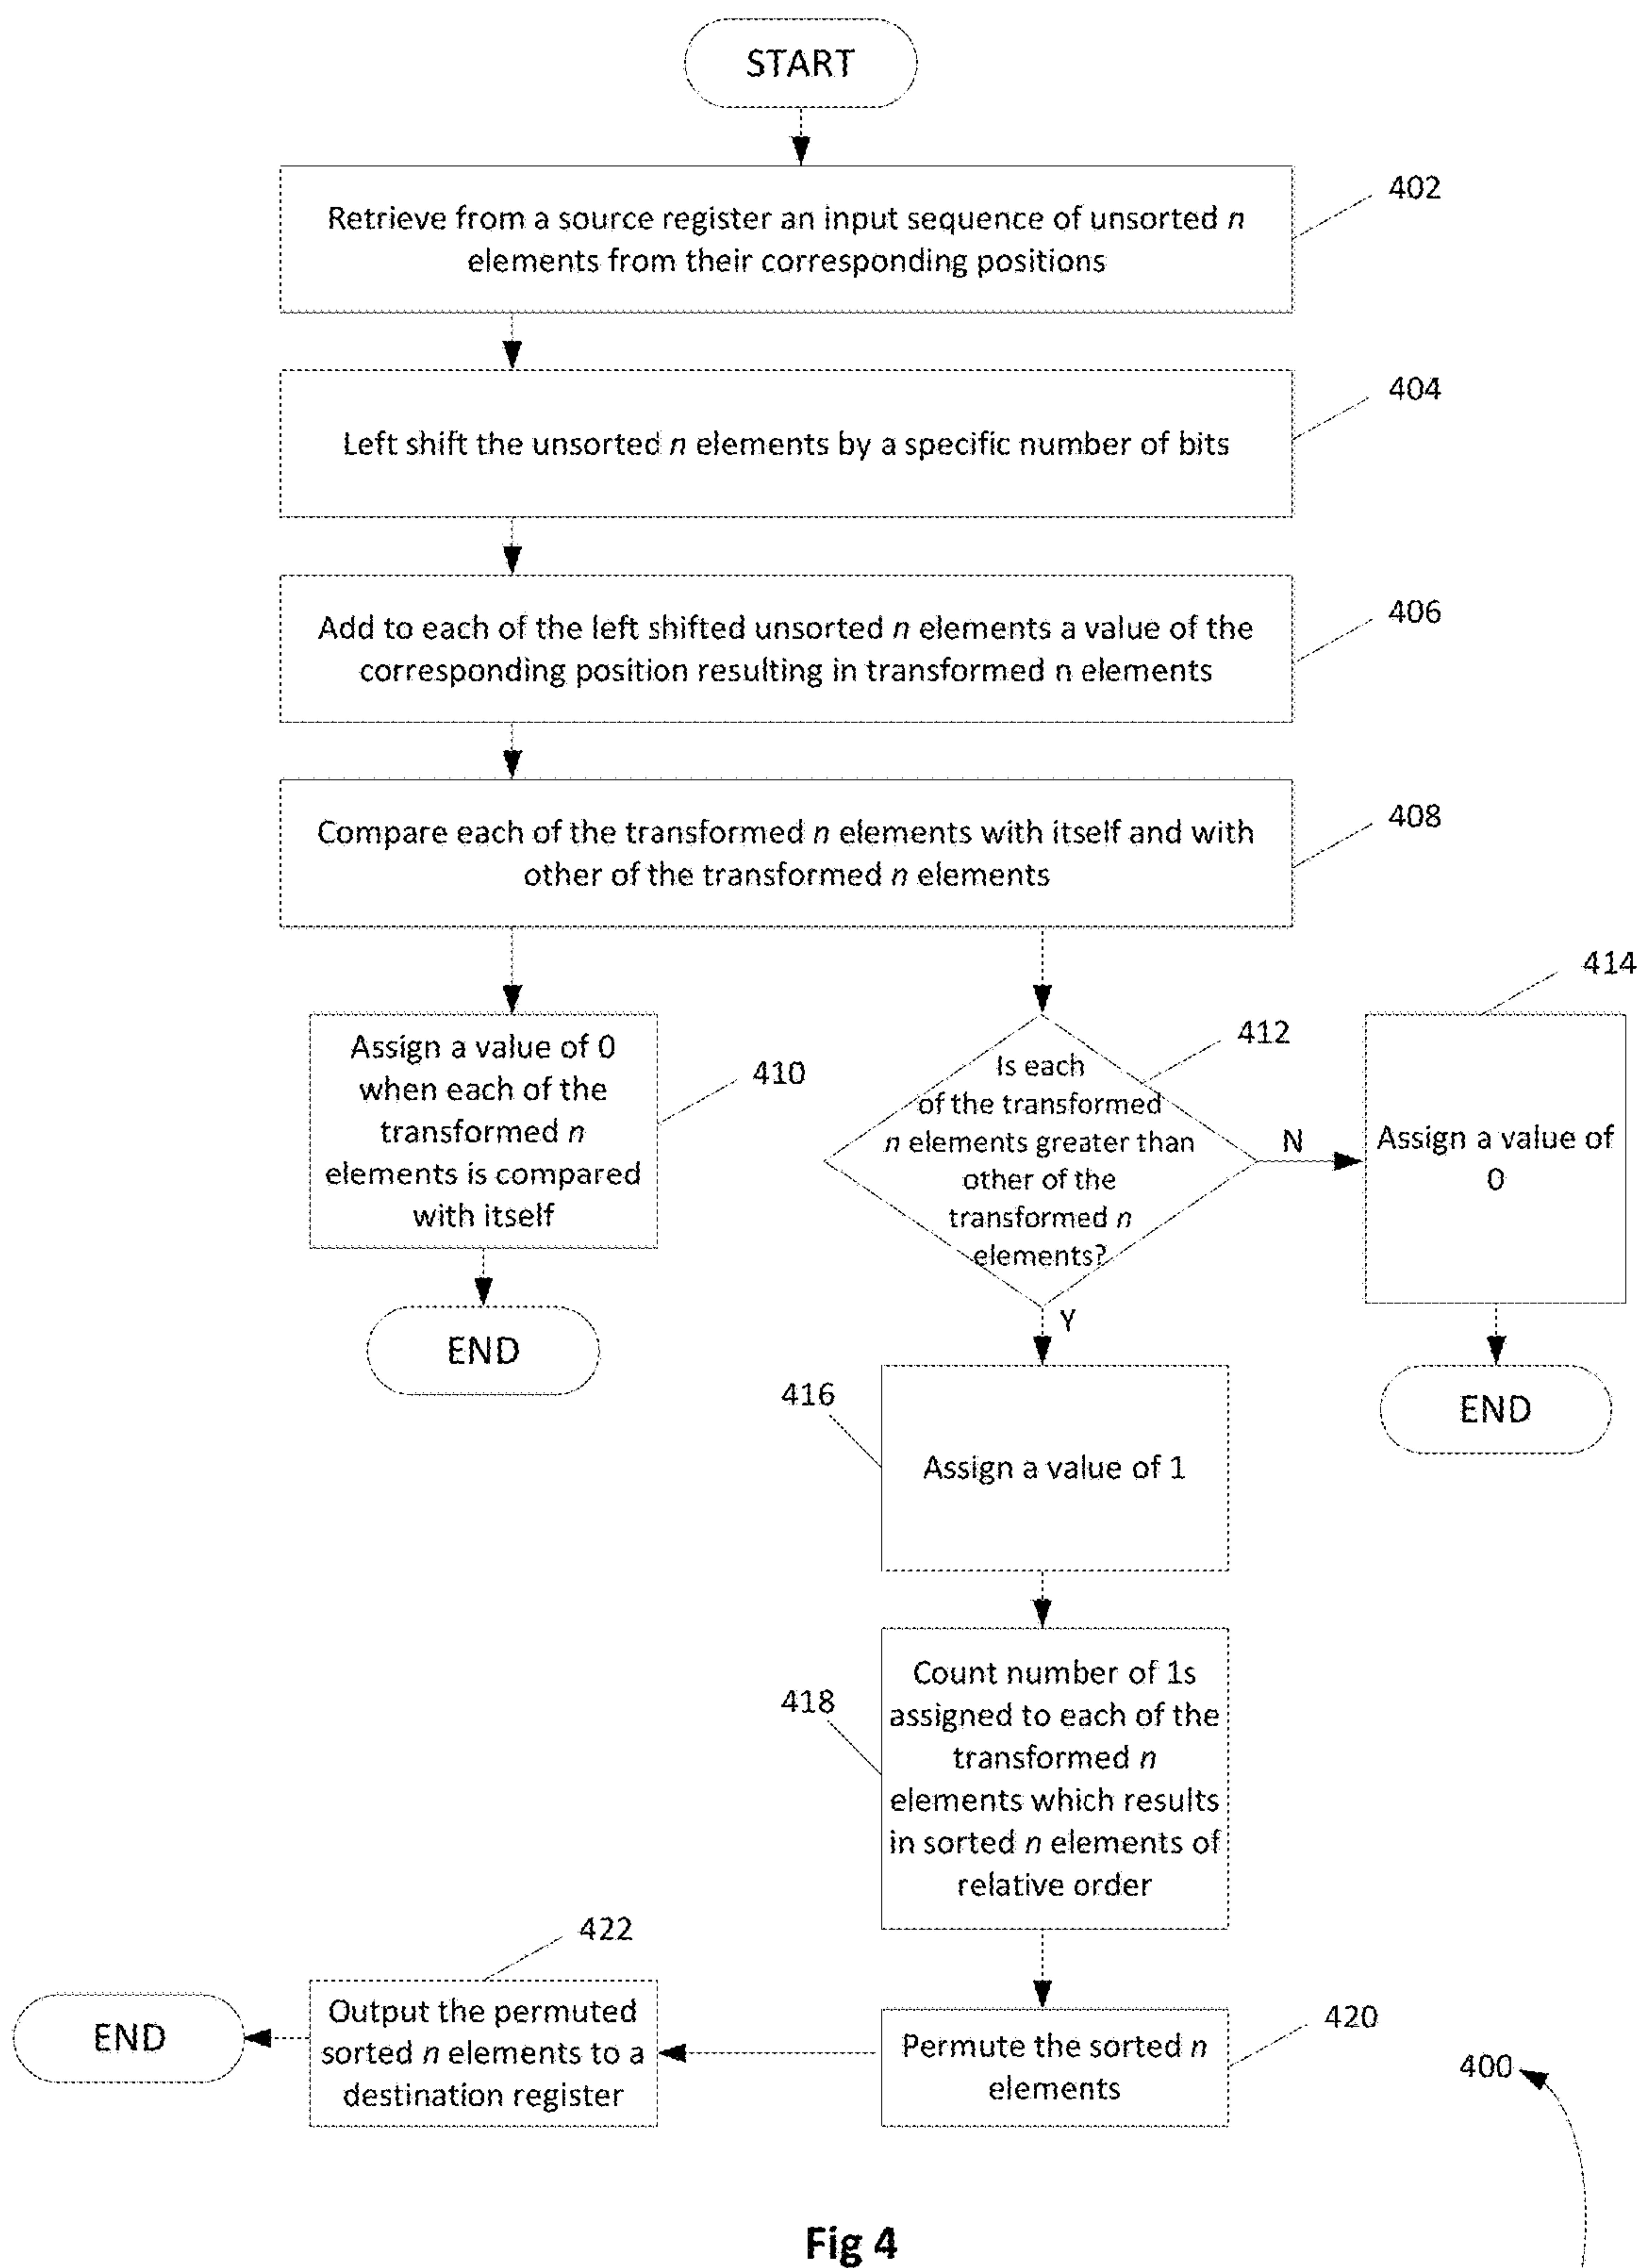 START
402
Retrieve from a source register an input sequence of unsorted n
elements from their corresponding positions
404
Left shift the unsorted n elements by a specific number of bits
406
Add to each of the left shifted unsorted n elements a value of the
corresponding position resulting in transformed n elements
408
Compare each of the transformed n elements with itself and with
other of the transformed n elements
410
Assign a value of 0
when each of the
transformed n
elements is compared
with itself
END
412
Is each
of the transformed
n elements greater than
other of the
transformed n
elements?
N
414
Assign a value of
0
END
Y
416
Assign a value of 1
418
Count number of 1s
assigned to each of the
transformed n
elements which results
in sorted n elements of
relative order
420
Permute the sorted n
elements
422
Output the permuted
sorted n elements to a
destination register
END
400
Fig 4